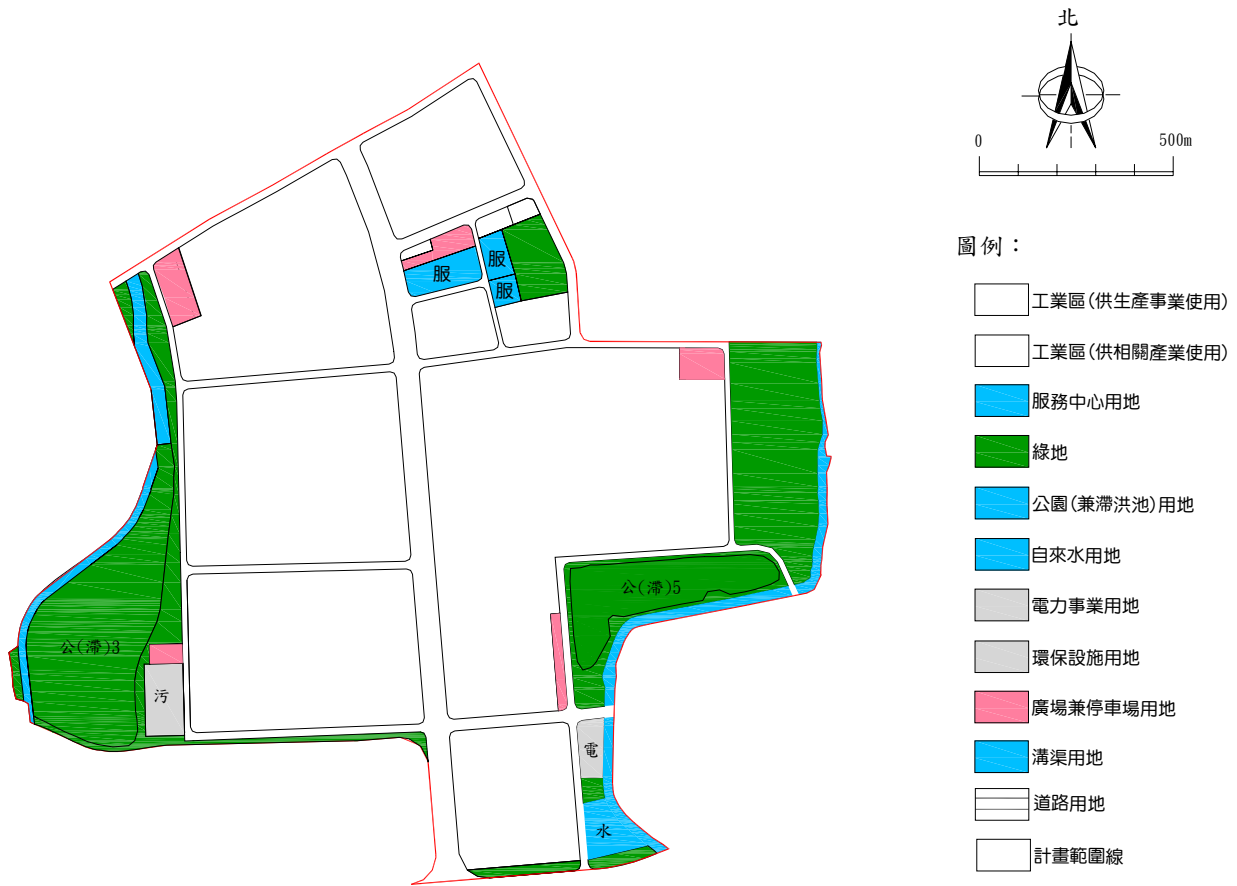 北
0 500m
圖例：
工業區(供生產事業使用)
工業區(供相關產業使用)
服務中心用地
綠地
公園(兼滯洪池)用地
自來水用地
電力事業用地
環保設施用地
廣場兼停車場用地
溝渠用地
道路用地
計畫範圍線
服
服
服
公(滯)5
公(滯)3
污
電
水